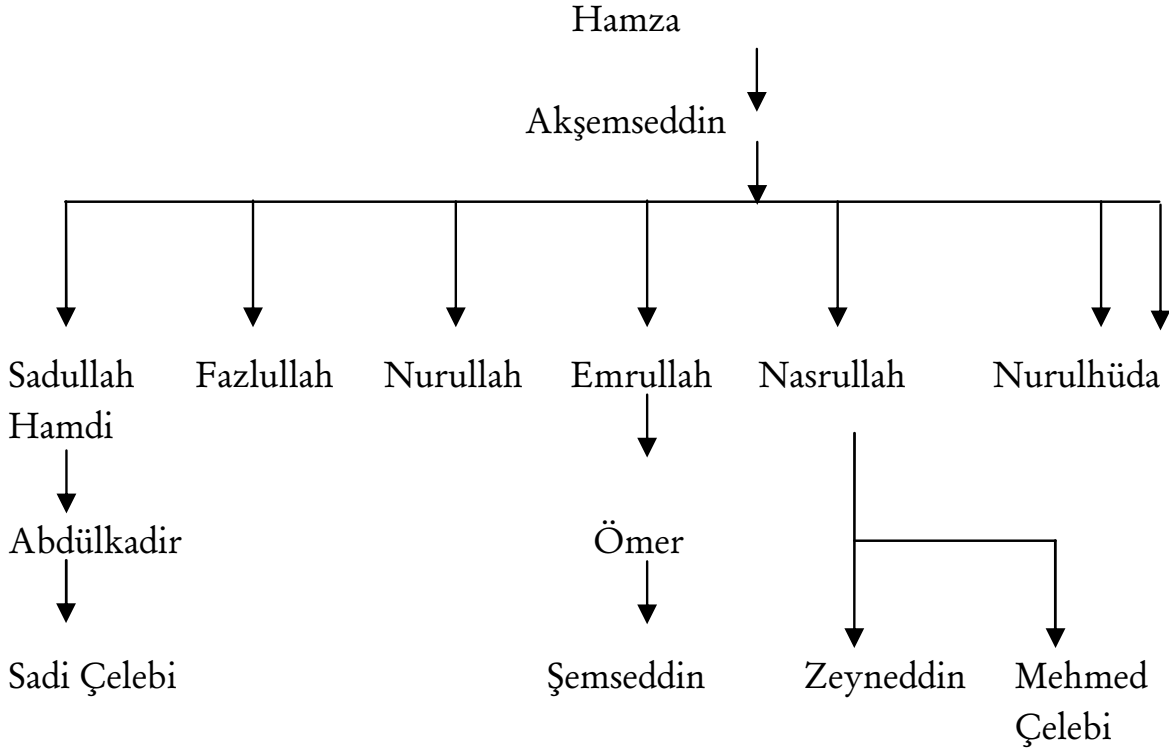 Hamza
Akşemseddin
Sadullah Hamdi
Fazlullah
Nurullah
Emrullah
Nasrullah
Nurulhüda
Abdülkadir
Ömer
Sadi Çelebi
Şemseddin
Zeyneddin
Mehmed Çelebi